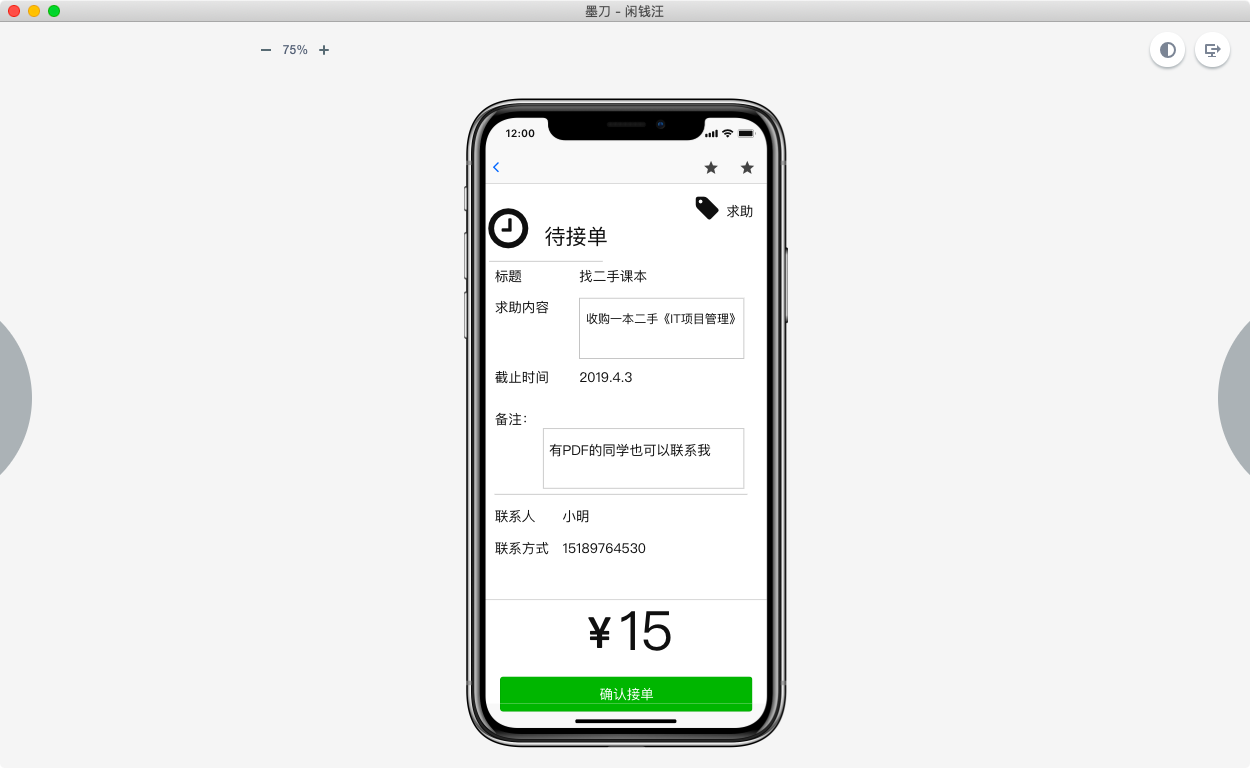 墨刀 - 闲钱汪
75%
12:00
求助
待接单
标题 找二手课本
求助内容 收购一本二手《IT项目管理》
截止时间 2019.4.3
备注：
有PDF的同学也可以联系我
联系人 小明
联系方式 15189764530
¥15
确认接单